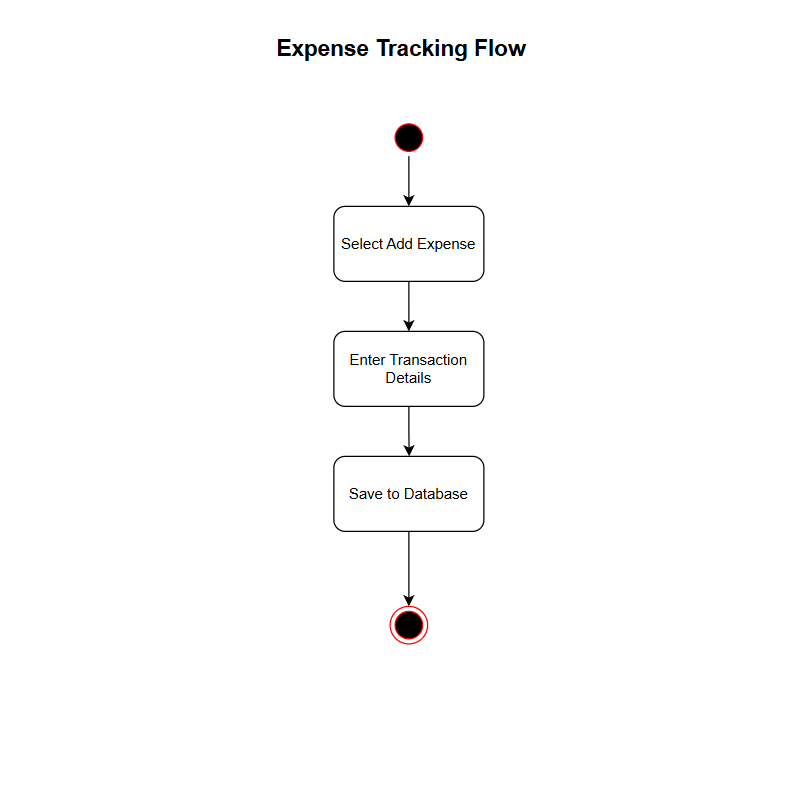 Expense Tracking Flow
Select Add Expense
Enter Transaction
Details
Save to Database